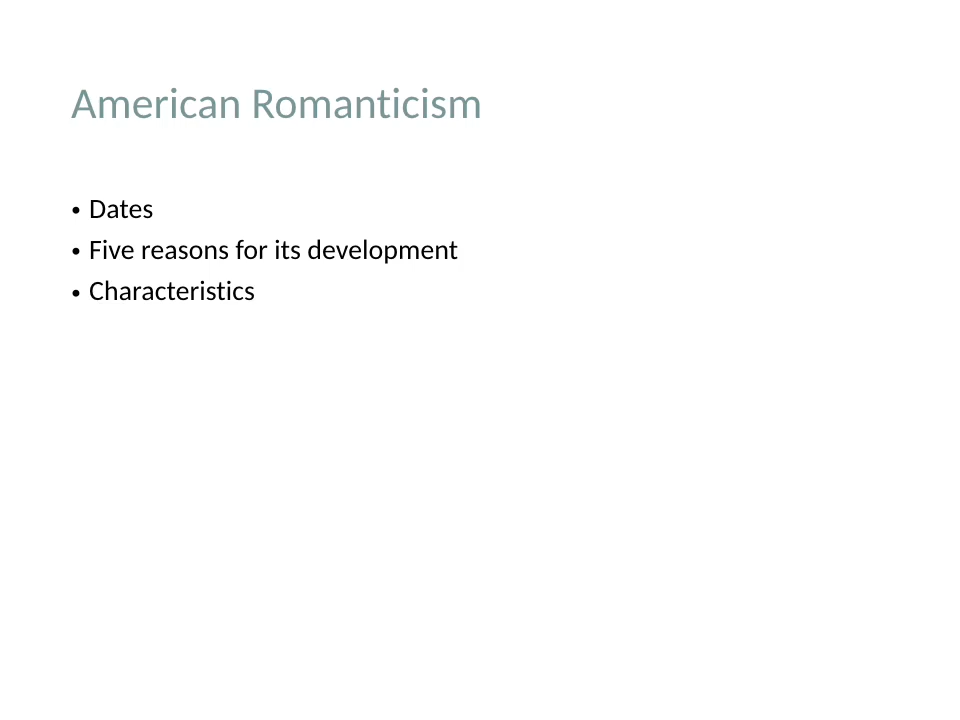 American Romanticism
• Dates
• Five reasons for its development
• Characteristics